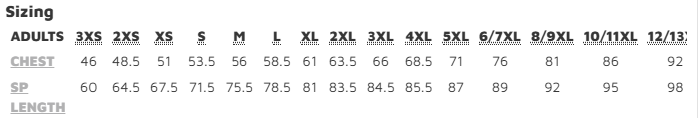 Sizing
ADULTS 3XS 2XS XS S M L XL 2XL 3XL 4XL 5XL 6/7XL 8/9XL 10/11XL
CHEST 46 48.5 51 53.5 56 58.5 61 63.5 66 68.5 71 76 81 86 92
SP 60 64.5 67.5 71.5 75.5 78.5 81 83.5 84.5 85.5 87 89 92 95 98
LENGTH